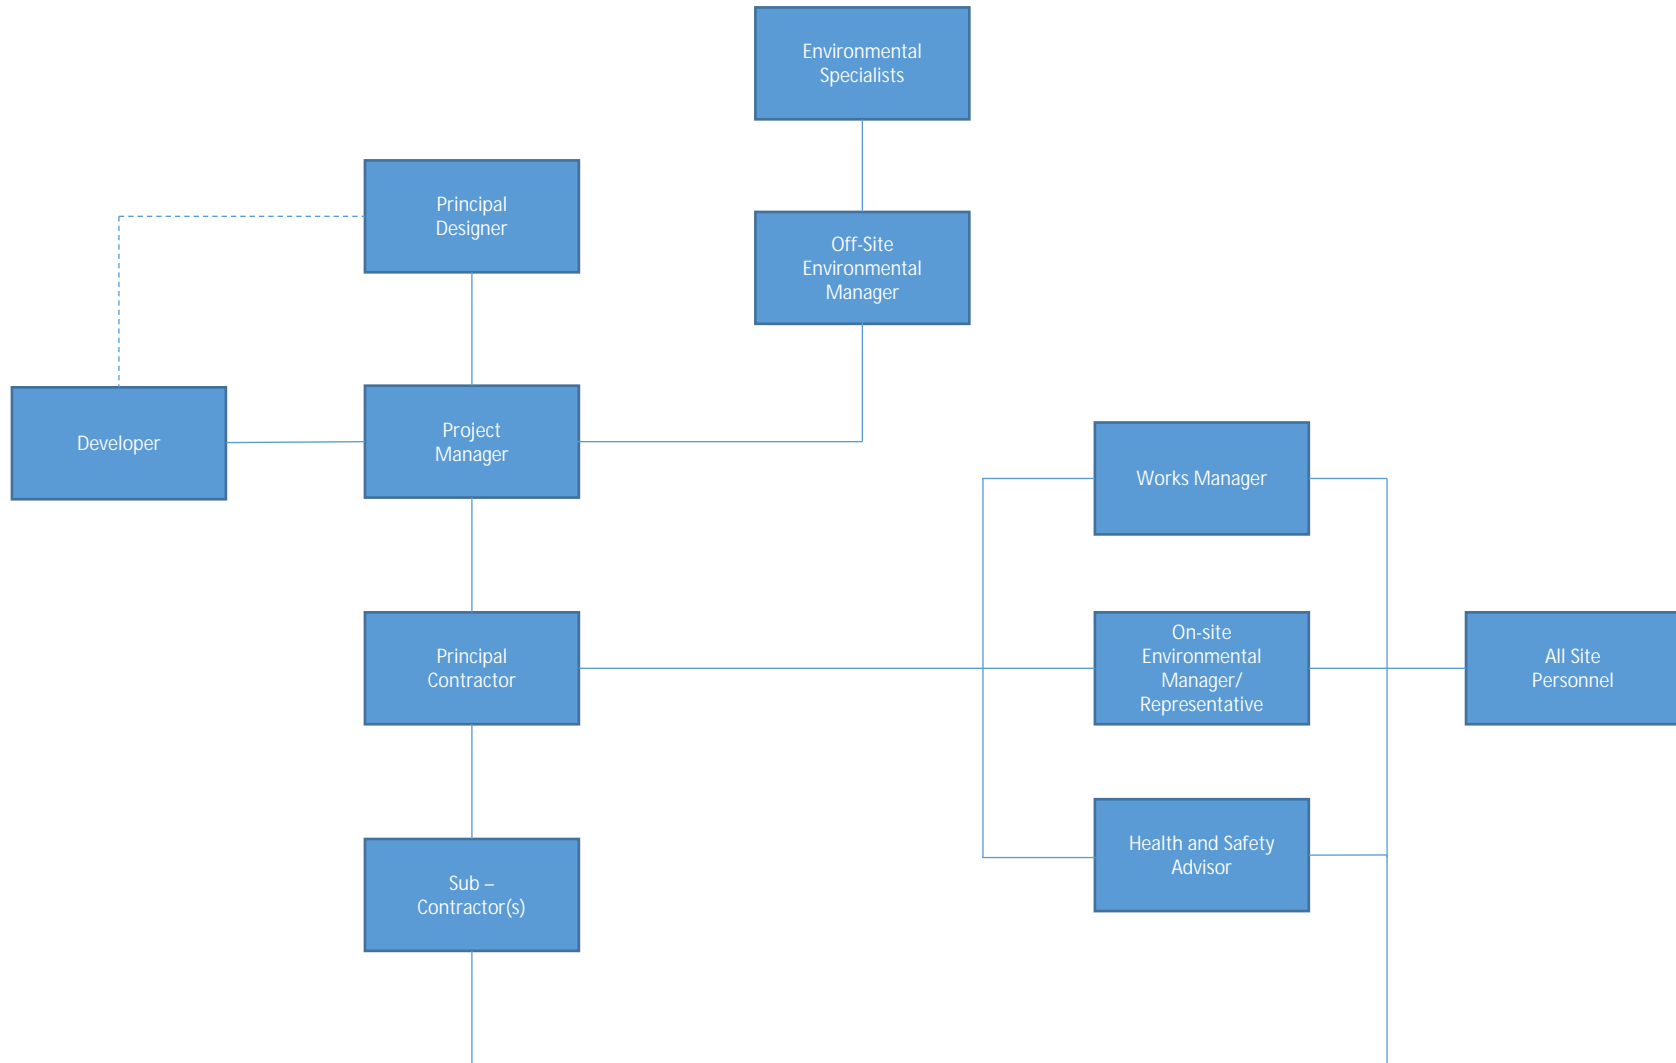 Environmental
Specialists
Principal
Designer
Off-Site
Environmental
Manager
Developer
Project
Manager
Works Manager
Principal
Contractor
On-site
Environmental
Manager/
Representative
All Site
Personnel
Health and Safety
Advisor
Sub –
Contractor(s)